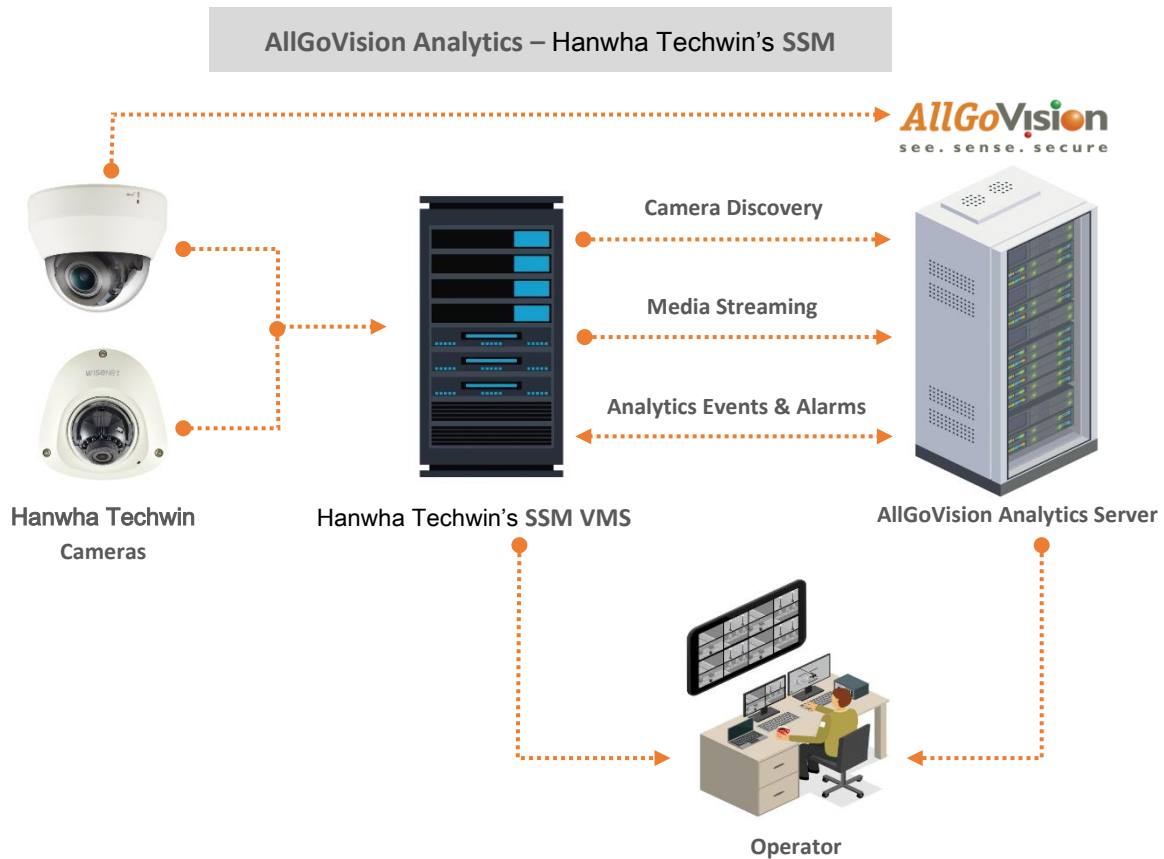 AllGoVision Analytics – Hanwha Techwin's SSM
AllGoVision
see. sense. secure
Camera Discovery
Media Streaming
WISENET
Analytics Events & Alarms
Hanwha Techwin
Cameras
Hanwha Techwin's SSM VMS
AllGoVision Analytics Server
Operator